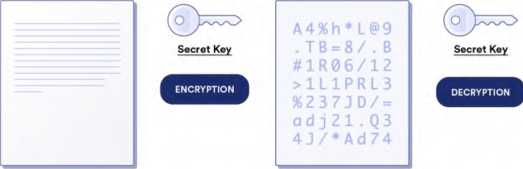 Secret Key
ENCRYPTION
A4%h*L@9
.TB=8/.B
#1R06/12
>1L1PRL3
%237JD/=
adj21.Q3
4J/*Ad74
Secret Key
DECRYPTION